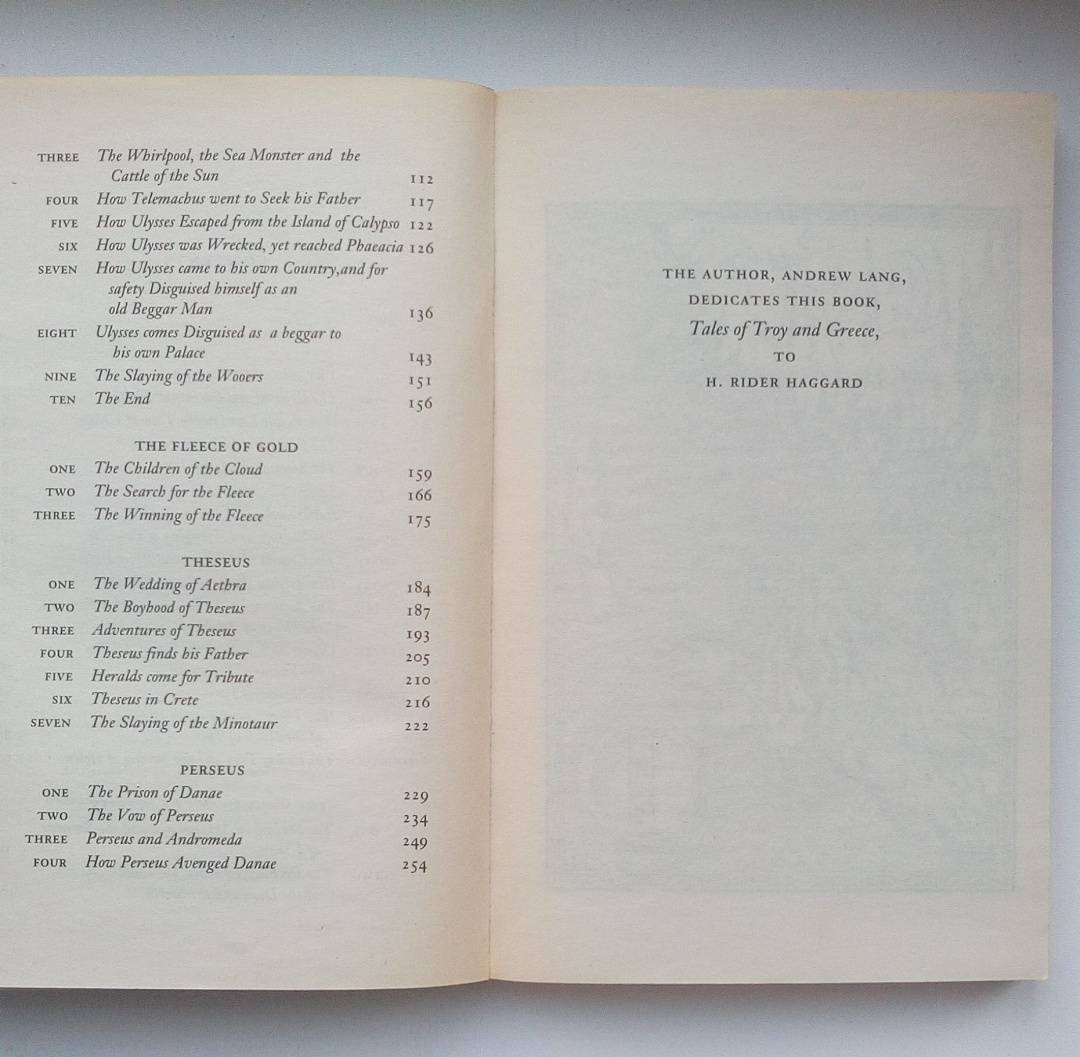 THREE The Whirlpool, the Sea Monster and the
Cattle of the Sun 112
FOUR How Telemachus went to Seek his Father 117
FIVE How Ulysses Escaped from the Island of Calypso 122
SIX How Ulysses was Wrecked, yet reached Phaeacia 126
SEVEN How Ulysses came to his own Country,and for
safety Disguised himself as an
old Beggar Man 136
EIGHT Ulysses comes Disguised as a beggar to
his own Palace 143
NINE The Slaying of the Wooers 151
TEN The End 156
THE FLEECE OF GOLD
ONE The Children of the Cloud 159
TWO The Search for the Fleece 166
THREE The Winning of the Fleece 175
THESEUS
ONE The Wedding of Aethra 184
TWO The Boyhood of Theseus 187
THREE Adventures of Theseus 193
FOUR Theseus finds his Father 205
FIVE Heralds come for Tribute 210
SIX Theseus in Crete 216
SEVEN The Slaying of the Minotaur 222
PERSEUS
ONE The Prison of Danae 229
TWO The Vow of Perseus 234
THREE Perseus and Andromeda 249
FOUR How Perseus Avenged Danae 254
THE AUTHOR, ANDREW LANG,
DEDICATES THIS BOOK,
Tales of Troy and Greece,
TO
H. RIDER HAGGARD